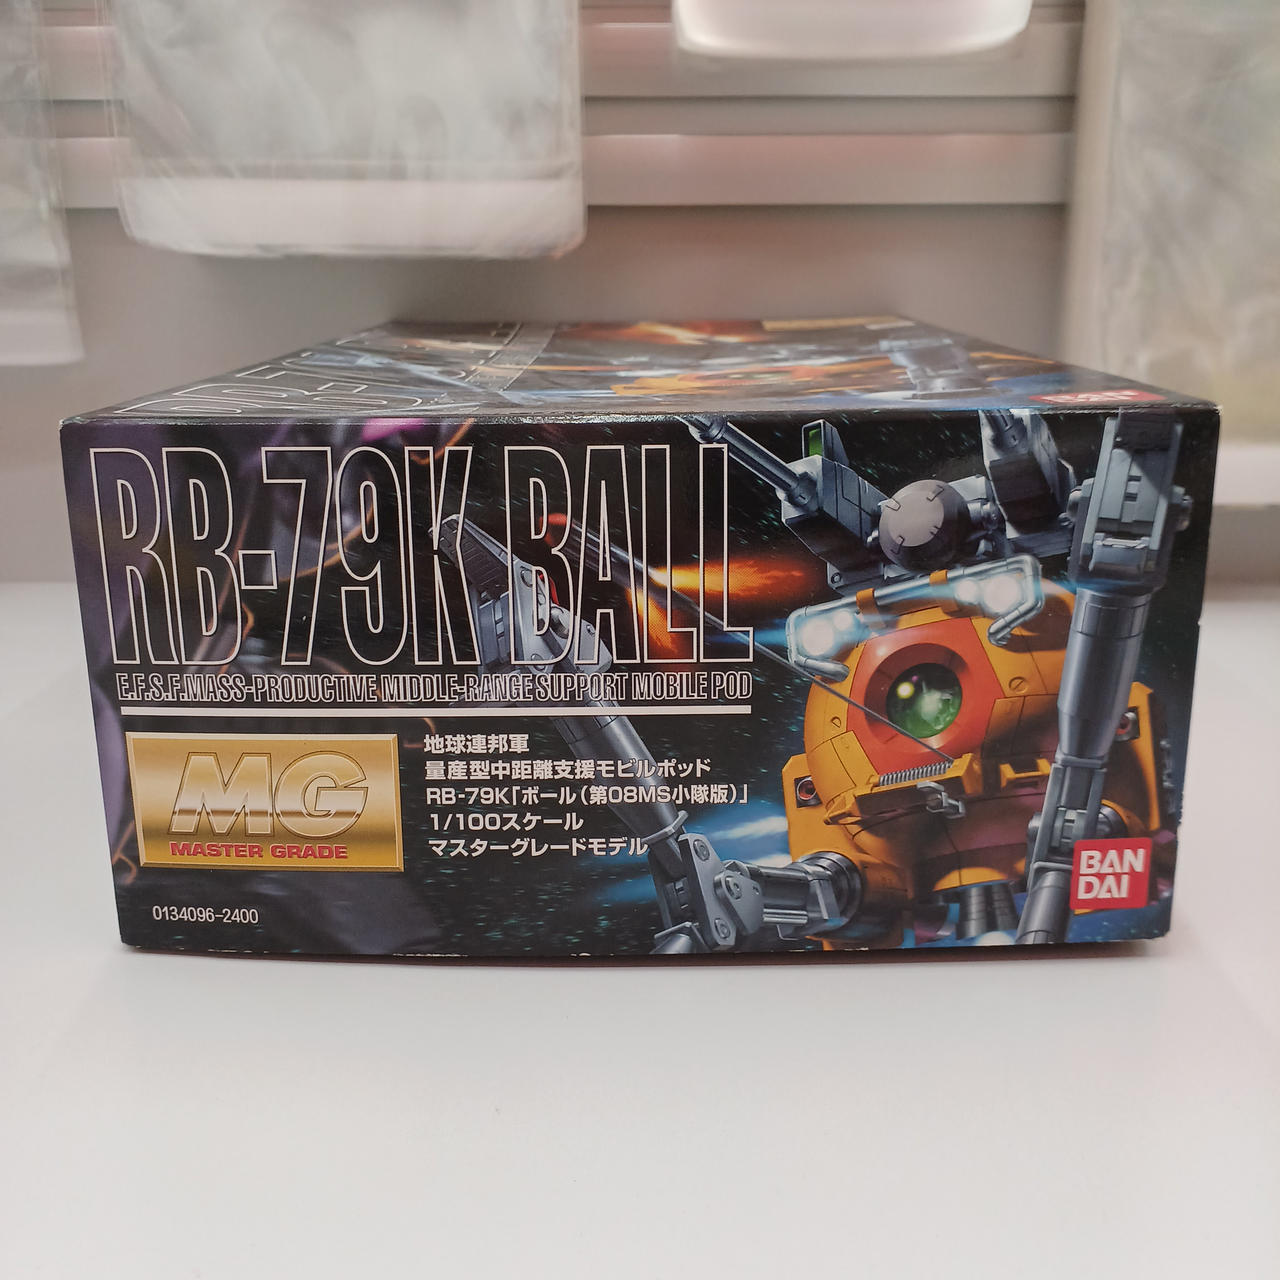 RB-79K BALL
E.F.S.F.MASS-PRODUCTIVE MIDDLE-RANGE SUPPORT MOBILE POD
MG
MASTER GRADE
地球連邦軍
量産型中距離支援モビルポッド
RB-79K「ボール（第08MS小隊版）」
1/100スケール
マスターグレードモデル
0134096-2400
BAN
DAI